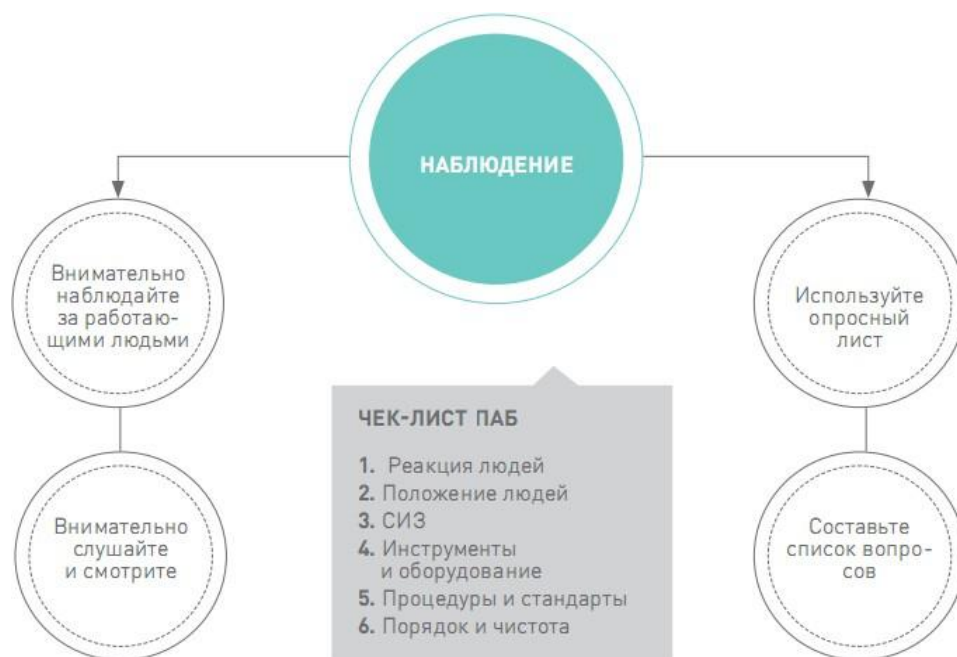 НАБЛЮДЕНИЕ
Внимательно
наблюдайте
за работаю-
щими людьми
Используйте
опросный
лист
ЧЕК-ЛИСТ ПАБ
1. Реакция людей
2. Положение людей
3. СИЗ
4. Инструменты
и оборудование
5. Процедуры и стандарты
6. Порядок и чистота
Внимательно
слушайте
и смотрите
Составьте
список вопро-
сов